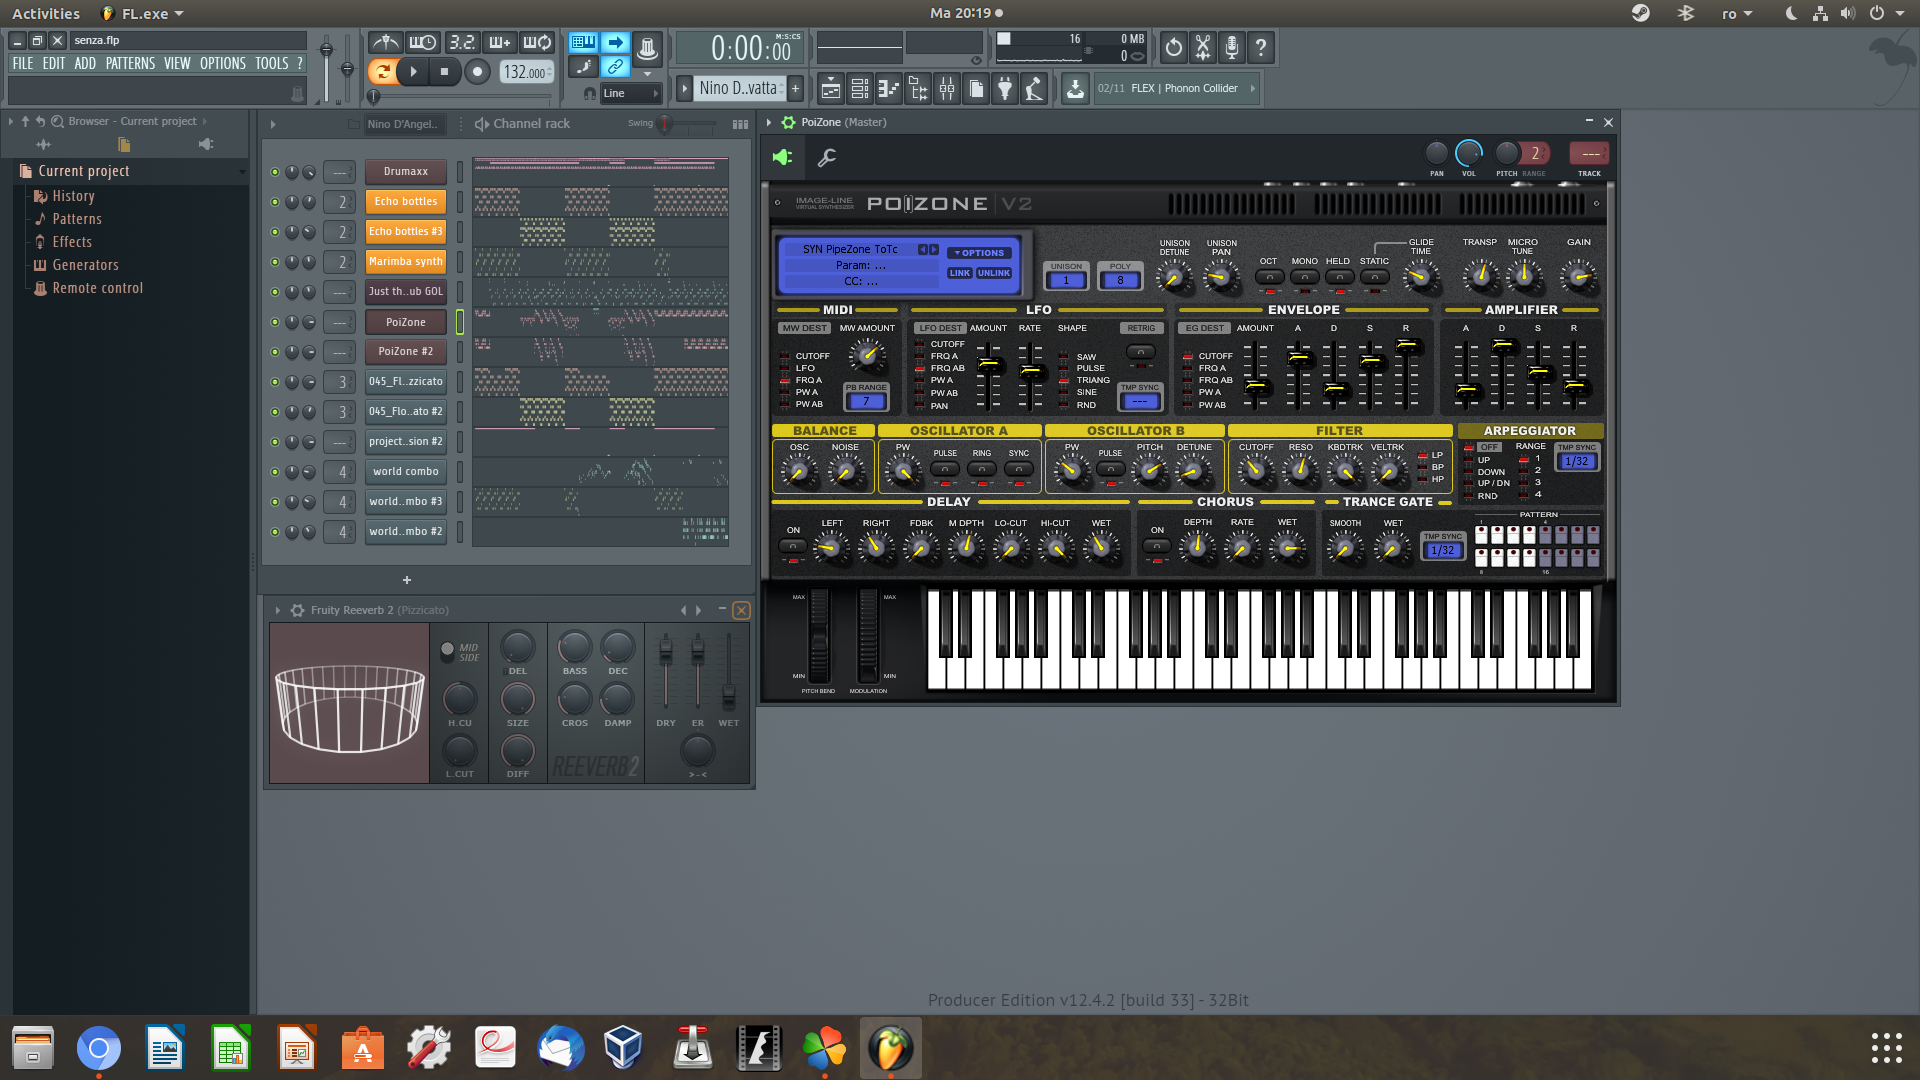 Activities FL.exe Ma 20:19 ro
senza.flp
FILE EDIT ADD PATTERNS VIEW OPTIONS TOOLS ?
3.2.
132.000
Line
0:00:00 M:S:CS
Nino D..vatta
16 0 MB
0
02/11 FLEX | Phonon Collider
Browser - Current project
Current project
History
Patterns
Effects
Generators
Remote control
Nino D'Angel.. Channel rack Swing
--- Drumaxx
2 Echo bottles
2 Echo bottles #3
2 Marimba synth
--- Just th..ub GOL
--- PoiZone
--- PoiZone #2
3 045_Fl..zzicato
3 045_Flo..ato #2
--- project..sion #2
4 world combo
4 world..mbo #3
4 world..mbo #2
+
Fruity Reeverb 2 (Pizzicato)
MID
SIDE
DEL BASS DEC
H.CU SIZE CROS DAMP DRY ER WET
L.CUT DIFF REEVERB2 >-<
PoiZone (Master)
2 ---
PAN VOL PITCH RANGE TRACK
IMAGE-LINE
VIRTUAL SYNTHESIZER
POIZONE V2
SYN PipeZone ToTc
Param: ...
CC: ...
OPTIONS
LINK UNLINK
UNISON 1
POLY 8
UNISON DETUNE
UNISON PAN
OCT MONO HELD STATIC
GLIDE TIME
TRANSP MICRO TUNE GAIN
MIDI LFO ENVELOPE AMPLIFIER
MW DEST MW AMOUNT
CUTOFF
LFO
FRQ A
PW A
PW AB
PB RANGE
7
LFO DEST AMOUNT RATE SHAPE RETRIG
CUTOFF
FRQ A
FRQ AB
PW A
PW AB
PAN
SAW
PULSE
TRIANG
SINE
RND
TMP SYNC
---
EG DEST AMOUNT A D S R
CUTOFF
FRQ A
FRQ AB
PW A
PW AB
A D S R
BALANCE OSCILLATOR A OSCILLATOR B FILTER ARPEGGIATOR
OSC NOISE PW PULSE RING SYNC PW PULSE PITCH DETUNE CUTOFF RESO KBDTRK VELTRK
LP
BP
HP
OFF
UP
DOWN
UP / DN
RND
RANGE
1
2
3
4
TMP SYNC
1/32
DELAY CHORUS TRANCE GATE
ON LEFT RIGHT FDBK M DPTH LO-CUT HI-CUT WET
ON DEPTH RATE WET
SMOOTH WET
TMP SYNC
1/32
PATTERN
1 4
8 16
MAX MAX
MIN MIN
PITCH BEND MODULATION
Producer Edition v12.4.2 [build 33] - 32Bit